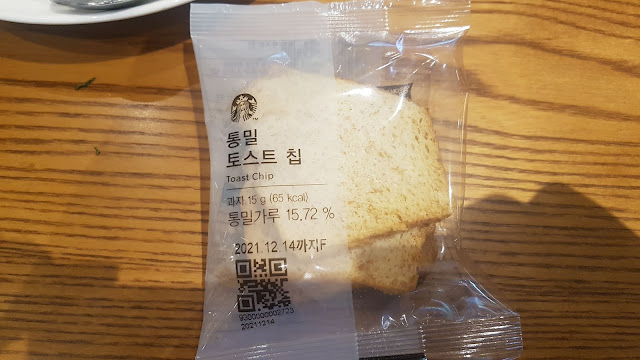 통밀
토스트 칩
Toast Chip
과자 15 g (65 kcal)
통밀가루 15.72 %
2021.12.14까지F
9300000002723
20211214